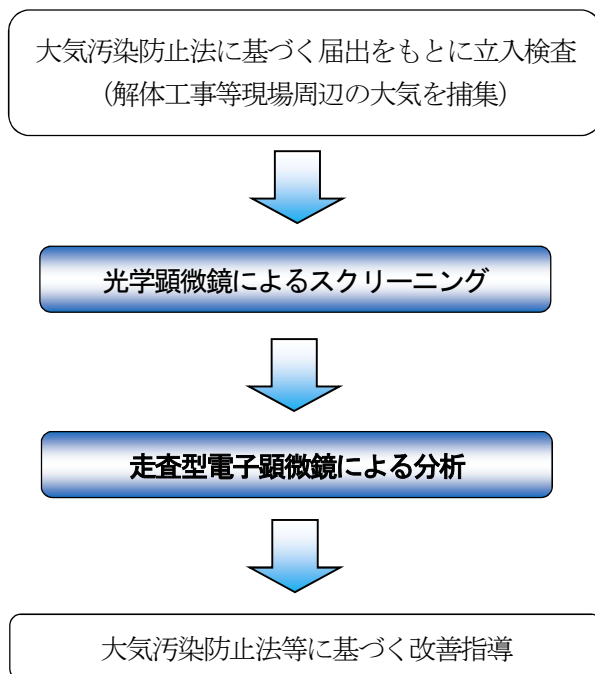 大気汚染防止法に基づく届出をもとに立入検査
（解体工事等現場周辺の大気を捕集）
光学顕微鏡によるスクリーニング
走査型電子顕微鏡による分析
大気汚染防止法等に基づく改善指導